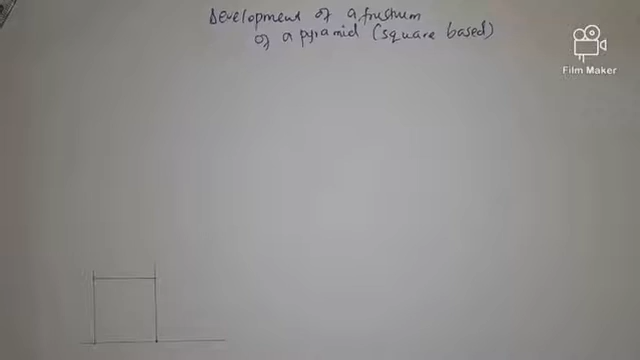 Development of a frustum
of a pyramid (square based)
Film Maker